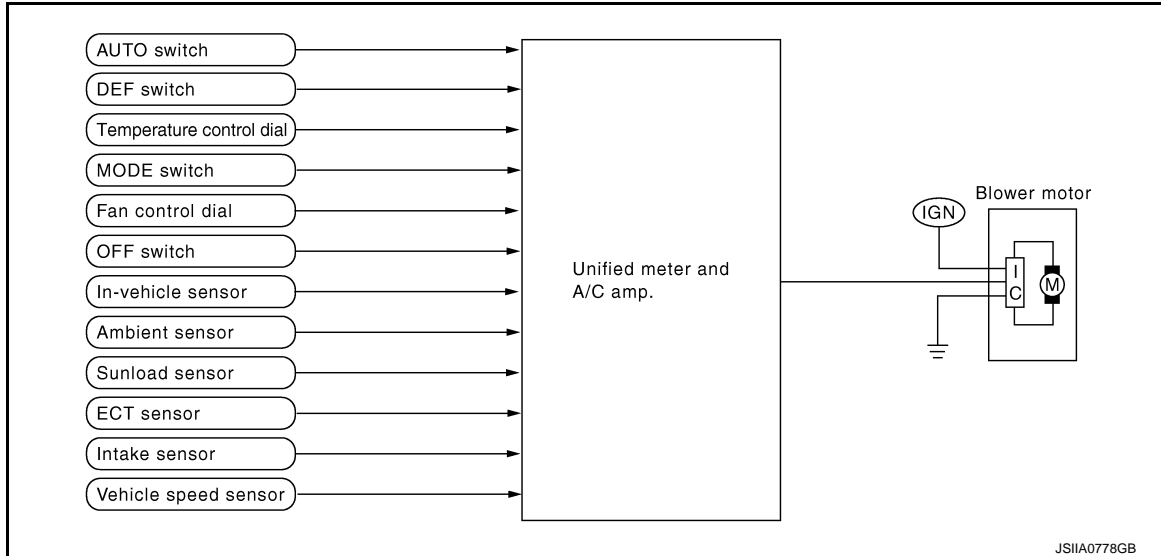 AUTO switch
DEF switch
Temperature control dial
MODE switch
Fan control dial
OFF switch
In-vehicle sensor
Ambient sensor
Sunload sensor
ECT sensor
Intake sensor
Vehicle speed sensor
Unified meter and
A/C amp.
Blower motor
IGN
I
C
M
JSIIA0778GB